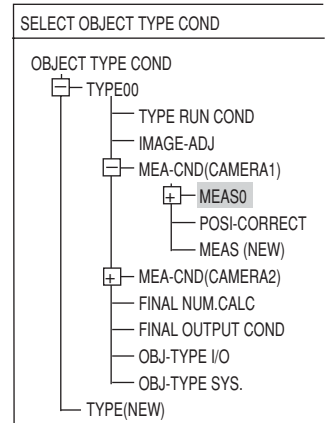 SELECT OBJECT TYPE COND
OBJECT TYPE COND
TYPE00
TYPE RUN COND
IMAGE-ADJ
MEA-CND(CAMERA1)
MEAS0
POSI-CORRECT
MEAS (NEW)
MEA-CND(CAMERA2)
FINAL NUM.CALC
FINAL OUTPUT COND
OBJ-TYPE I/O
OBJ-TYPE SYS.
TYPE(NEW)